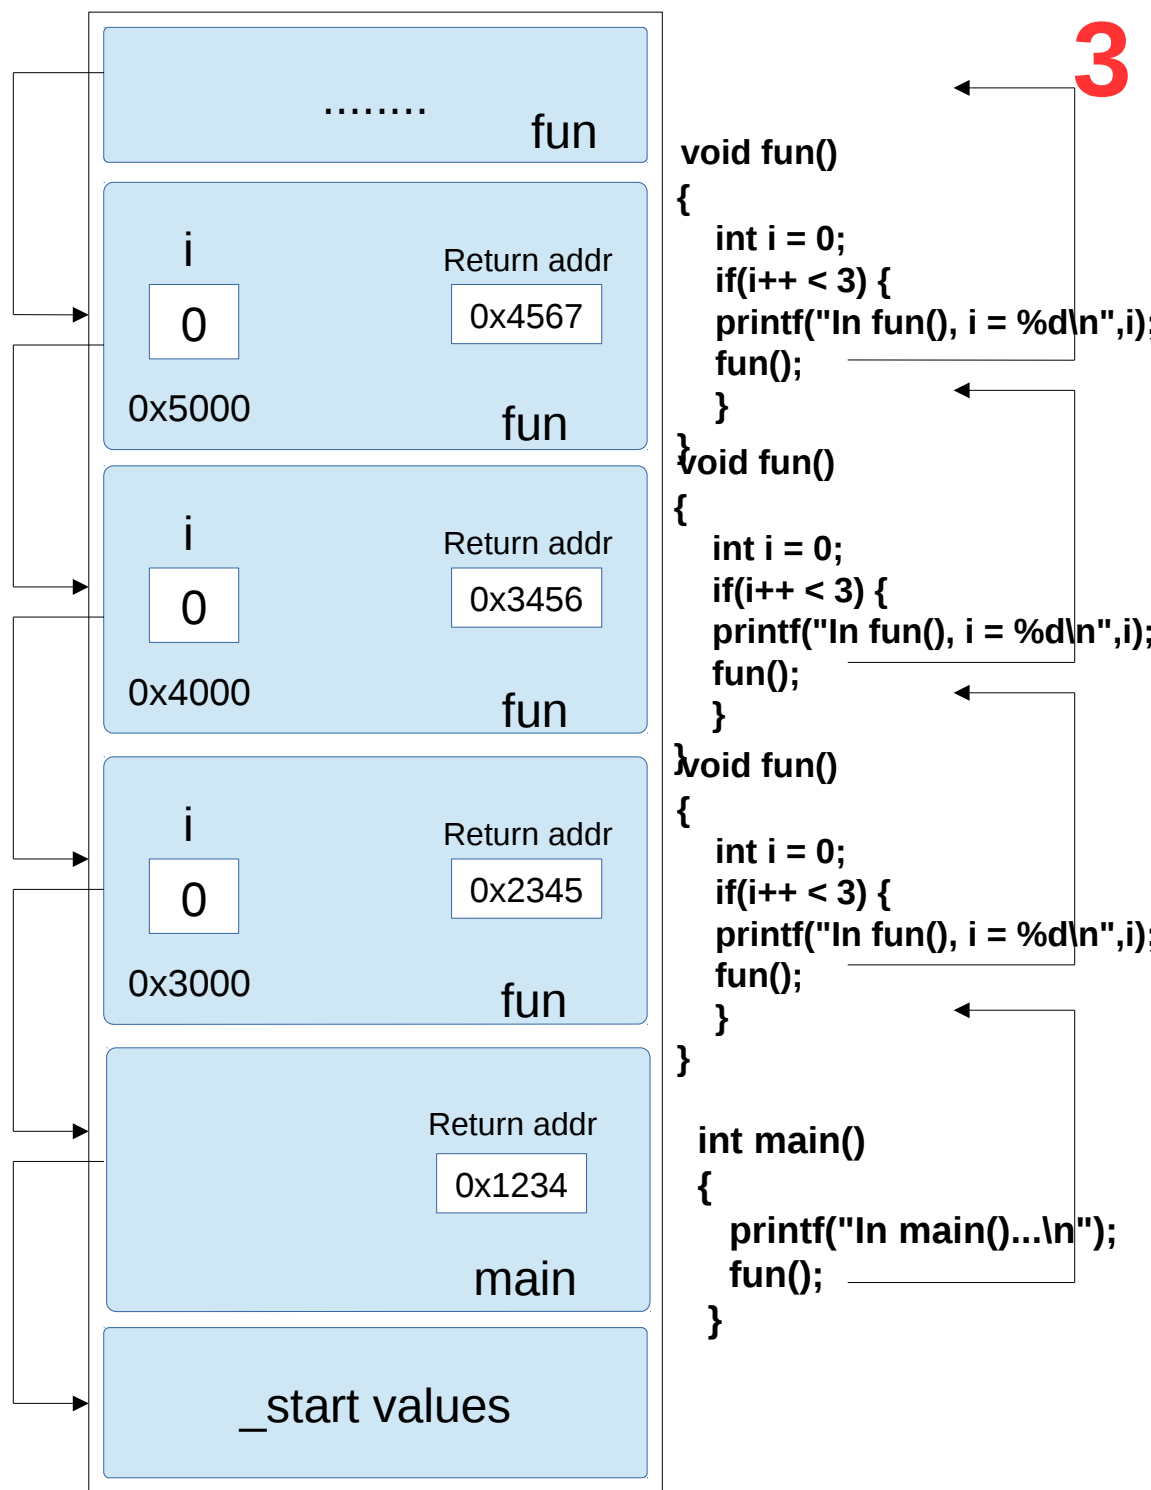 3
........
fun
void fun()
{
int i = 0;
if(i++ < 3) {
printf("In fun(), i = %d\n",i);
fun();
}
}
i
Return addr
0
0x4567
0x5000
fun
void fun()
{
int i = 0;
if(i++ < 3) {
printf("In fun(), i = %d\n",i);
fun();
}
}
i
Return addr
0
0x3456
0x4000
fun
void fun()
{
int i = 0;
if(i++ < 3) {
printf("In fun(), i = %d\n",i);
fun();
}
}
i
Return addr
0
0x2345
0x3000
fun
Return addr
0x1234
main
int main()
{
printf("In main()...\n");
fun();
}
_start values